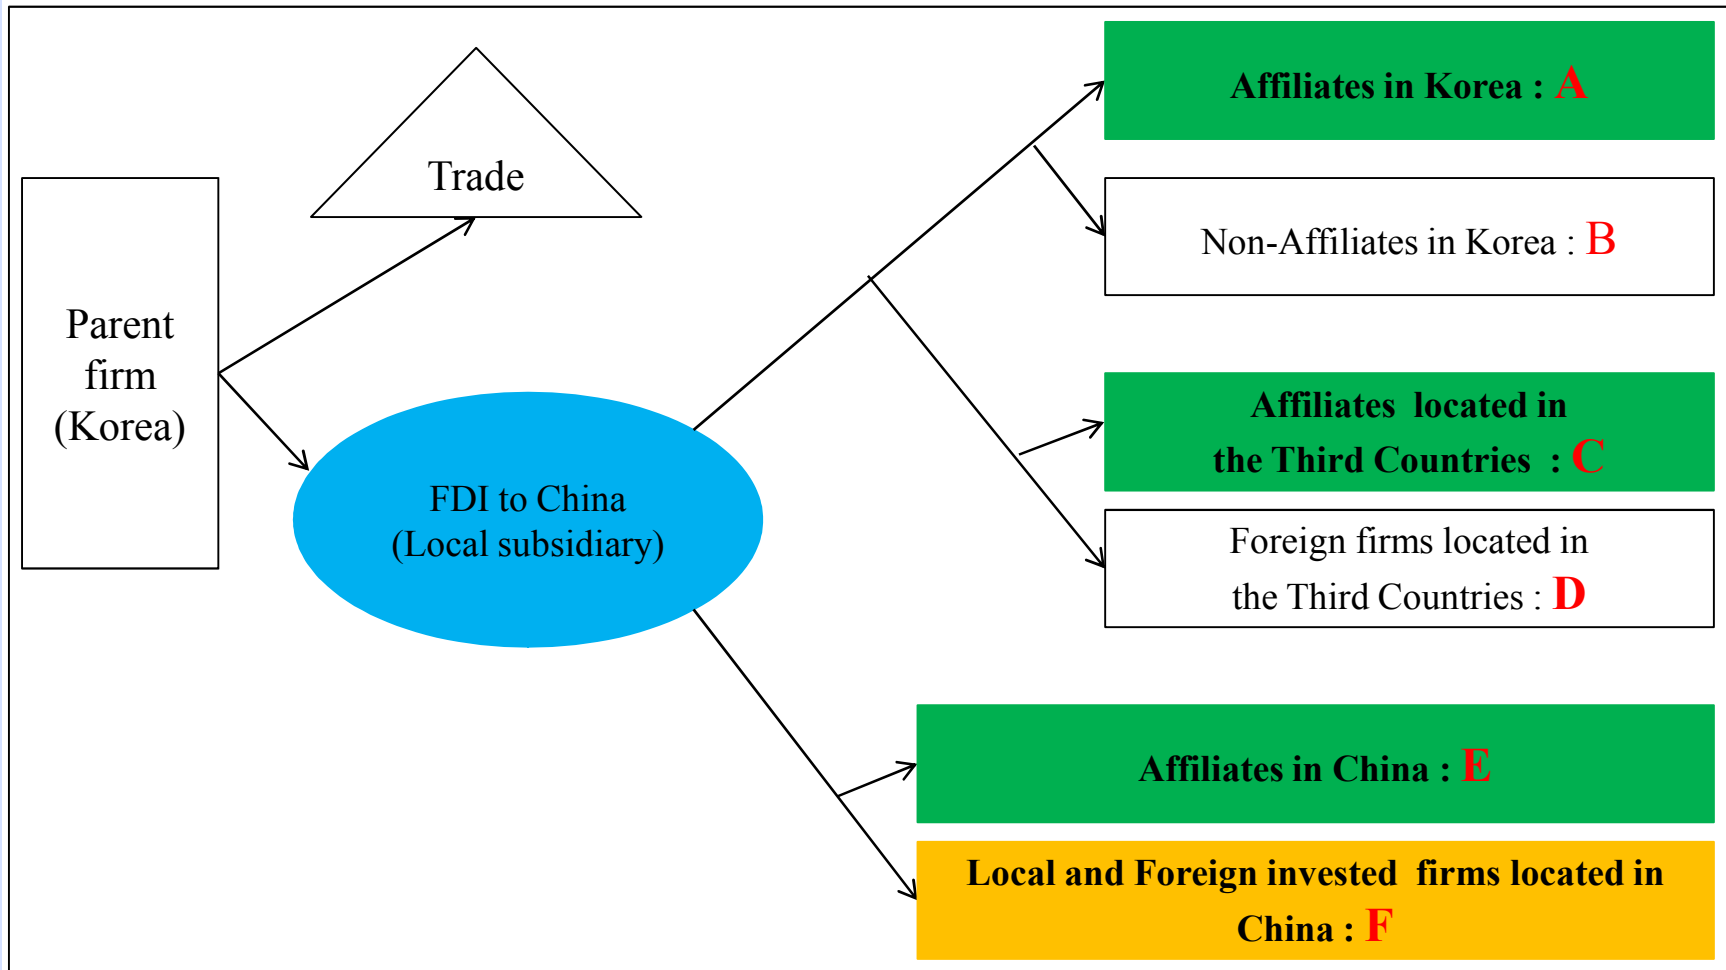 Trade
Parent
firm
(Korea)
FDI to China
(Local subsidiary)
Affiliates in Korea : A
Non-Affiliates in Korea : B
Affiliates located in
the Third Countries : C
Foreign firms located in
the Third Countries : D
Affiliates in China : E
Local and Foreign invested firms located in
China : F